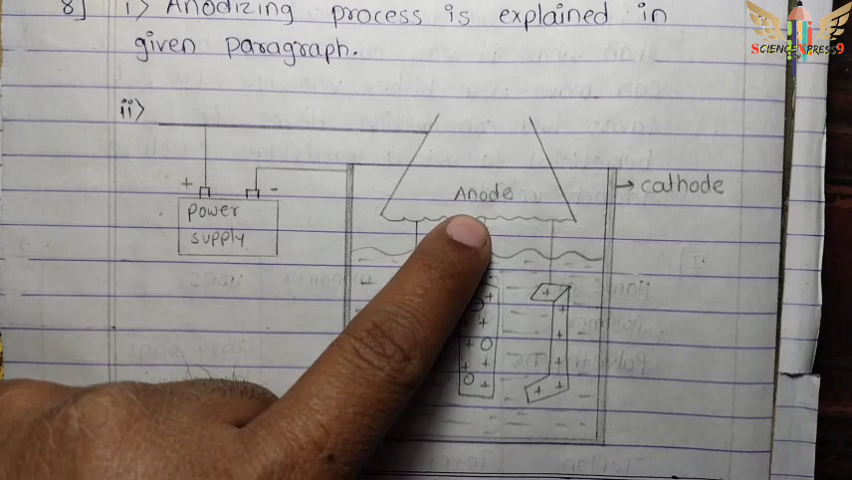 8] i> Anodizing process is explained in
given paragraph.
ii>
+ -
power
supply
Anode
cathode
SCIENCEXPRESS9